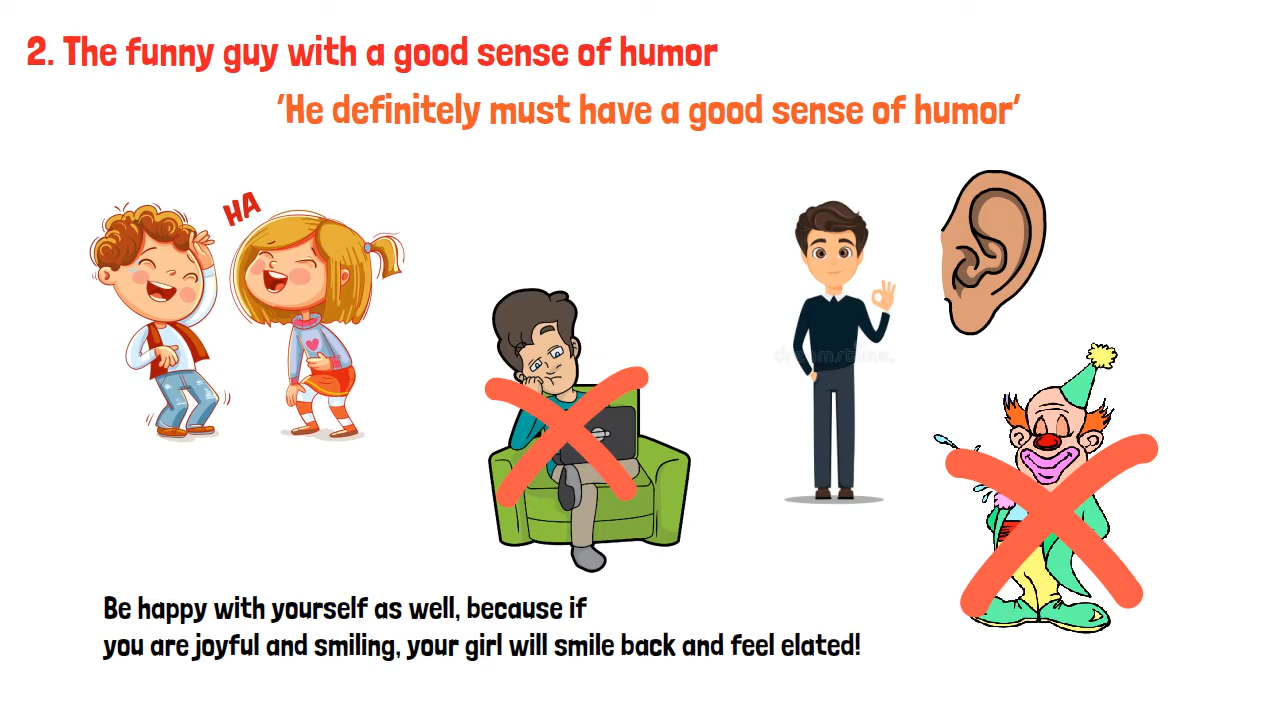 2. The funny guy with a good sense of humor
'He definitely must have a good sense of humor'
HA
dreamstime.
Be happy with yourself as well, because if
you are joyful and smiling, your girl will smile back and feel elated!